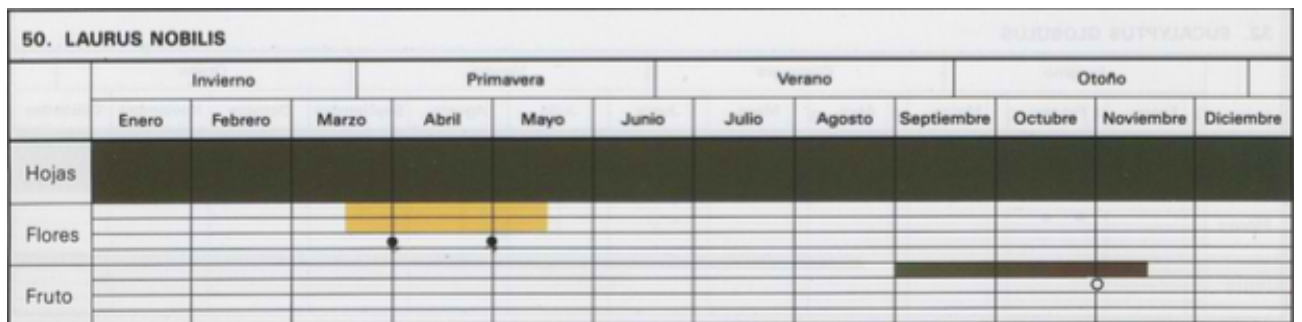 50. LAURUS NOBILIS
Invierno Primavera Verano Otoño
Enero Febrero Marzo Abril Mayo Junio Julio Agosto Septiembre Octubre Noviembre Diciembre
Hojas
Flores
Fruto